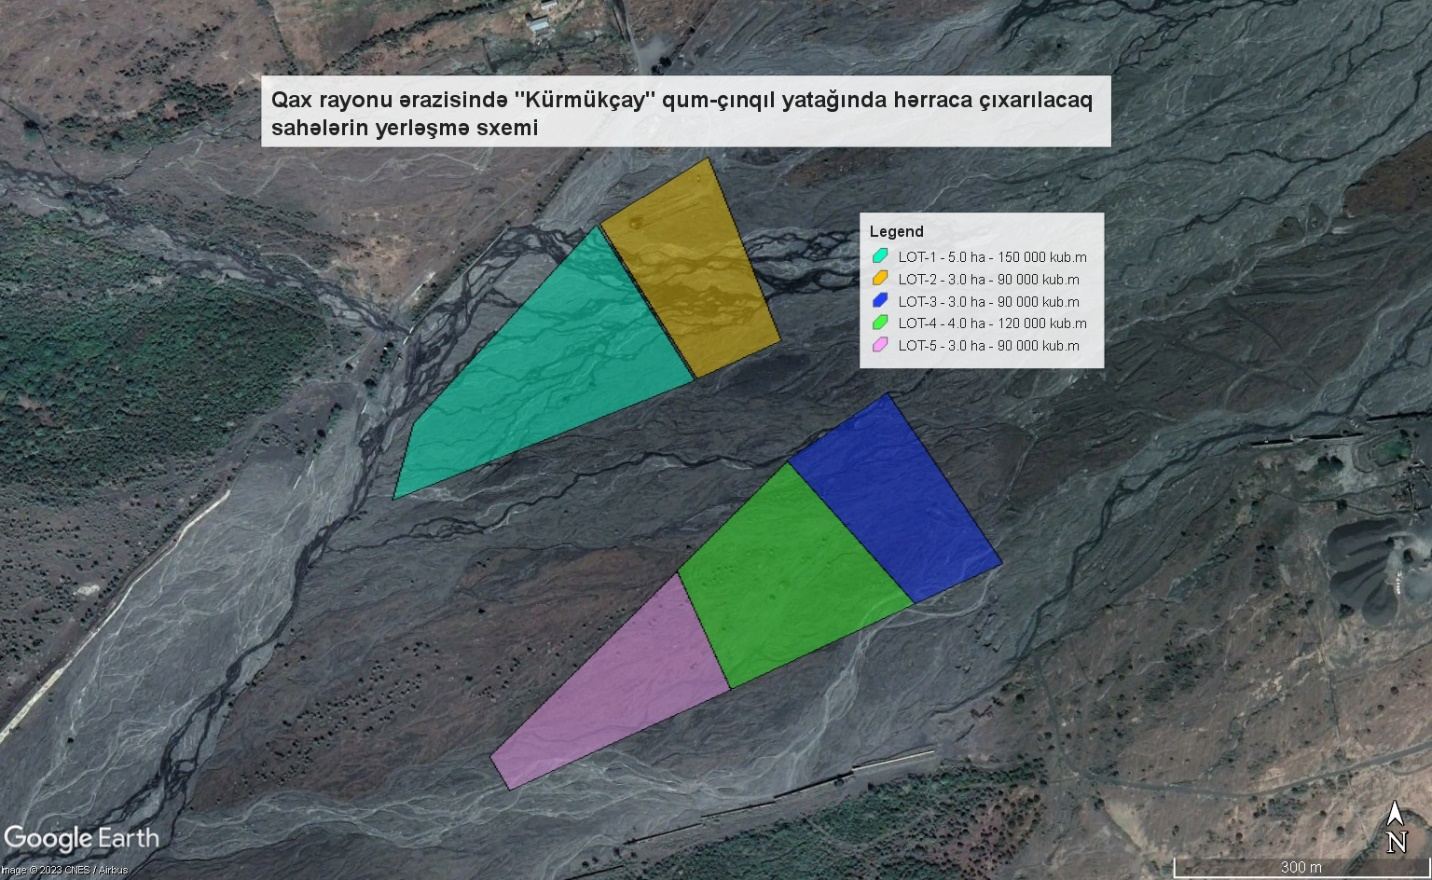 Qax rayonu ərazisində "Kürmükçay" qum-çınqıl yatağında hərraca çıxarılacaq
sahələrin yerləşmə sxemi
Legend
LOT-1 - 5.0 ha - 150 000 kub.m
LOT-2 - 3.0 ha - 90 000 kub.m
LOT-3 - 3.0 ha - 90 000 kub.m
LOT-4 - 4.0 ha - 120 000 kub.m
LOT-5 - 3.0 ha - 90 000 kub.m
Google Earth
Image © 2023 CNES / Airbus
N
300 m